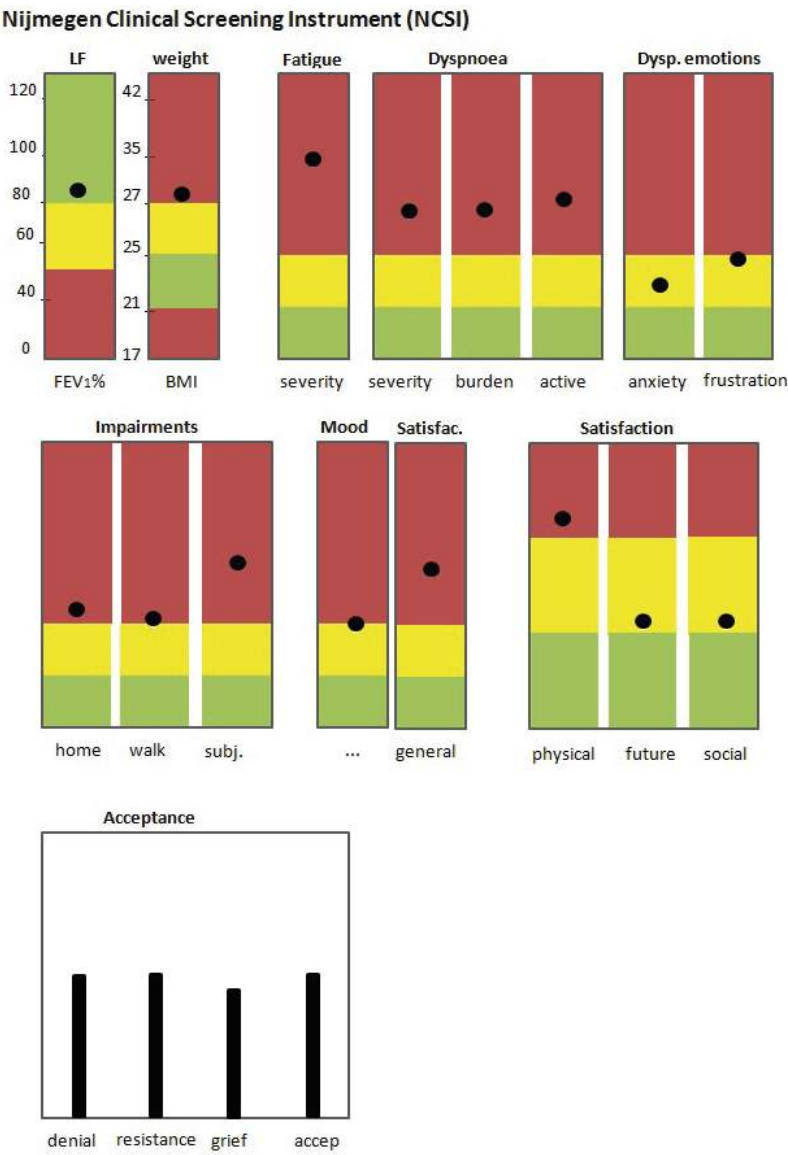 Nijmegen Clinical Screening Instrument (NCSI)
LF weight Fatigue Dyspnoea Dysp. emotions
120
100
80
60
40
0
42
35
27
25
21
17
FEV1% BMI severity severity burden active anxiety frustration
Impairments Mood Satisfac. Satisfaction
home walk subj. ... general physical future social
Acceptance
denial resistance grief accep